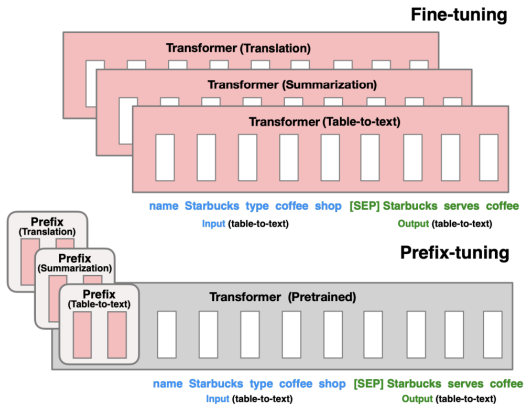 Fine-tuning
Transformer (Translation)
Transformer (Summarization)
Transformer (Table-to-text)
name Starbucks type coffee shop [SEP] Starbucks serves coffee
Input (table-to-text) Output (table-to-text)
Prefix-tuning
Prefix
(Translation)
Prefix
(Summarization)
Prefix
(Table-to-text)
Transformer (Pretrained)
name Starbucks type coffee shop [SEP] Starbucks serves coffee
Input (table-to-text) Output (table-to-text)